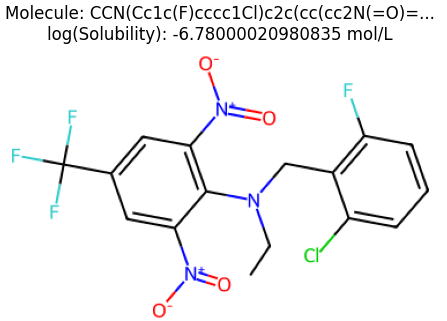 Molecule: CCN(Cc1c(F)cccc1Cl)c2c(cc(cc2N(=O)=...
log(Solubility): -6.78000020980835 mol/L
O-
N+
O
F
F
F
F
N
Cl
N+
O
O-